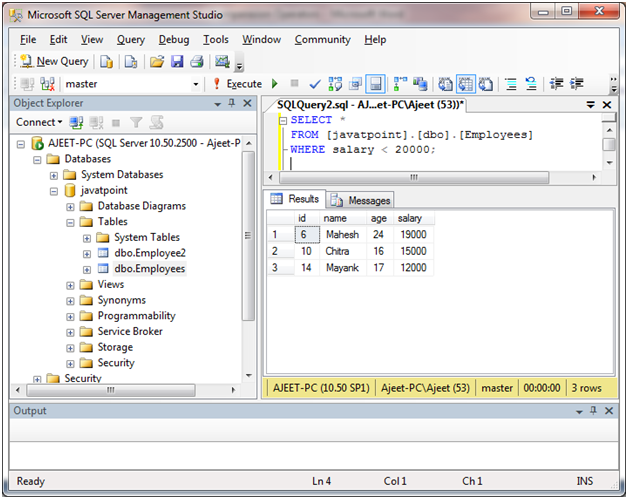 Microsoft SQL Server Management Studio
File Edit View Query Debug Tools Window Community Help
New Query
master
Execute
Object Explorer
Connect
AJEET-PC (SQL Server 10.50.2500 - Ajeet-P
Databases
System Databases
javatpoint
Database Diagrams
Tables
System Tables
dbo.Employee2
dbo.Employees
Views
Synonyms
Programmability
Service Broker
Storage
Security
Security
SQLQuery2.sql - AJ...et-PC\Ajeet (53))*
SELECT *
FROM [javatpoint].[dbo].[Employees]
WHERE salary < 20000;
Results Messages
id name age salary
1 6 Mahesh 24 19000
2 10 Chitra 16 15000
3 14 Mayank 17 12000
AJEET-PC (10.50 SP1) Ajeet-PC\Ajeet (53) master 00:00:00 3 rows
Output
Ready Ln 4 Col 1 Ch 1 INS